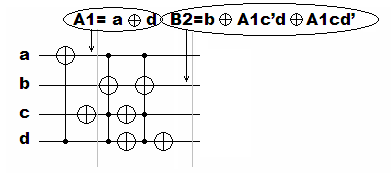 A1= a ⊕ d B2=b ⊕ A1c'd ⊕A1cd'
a
b
c
d